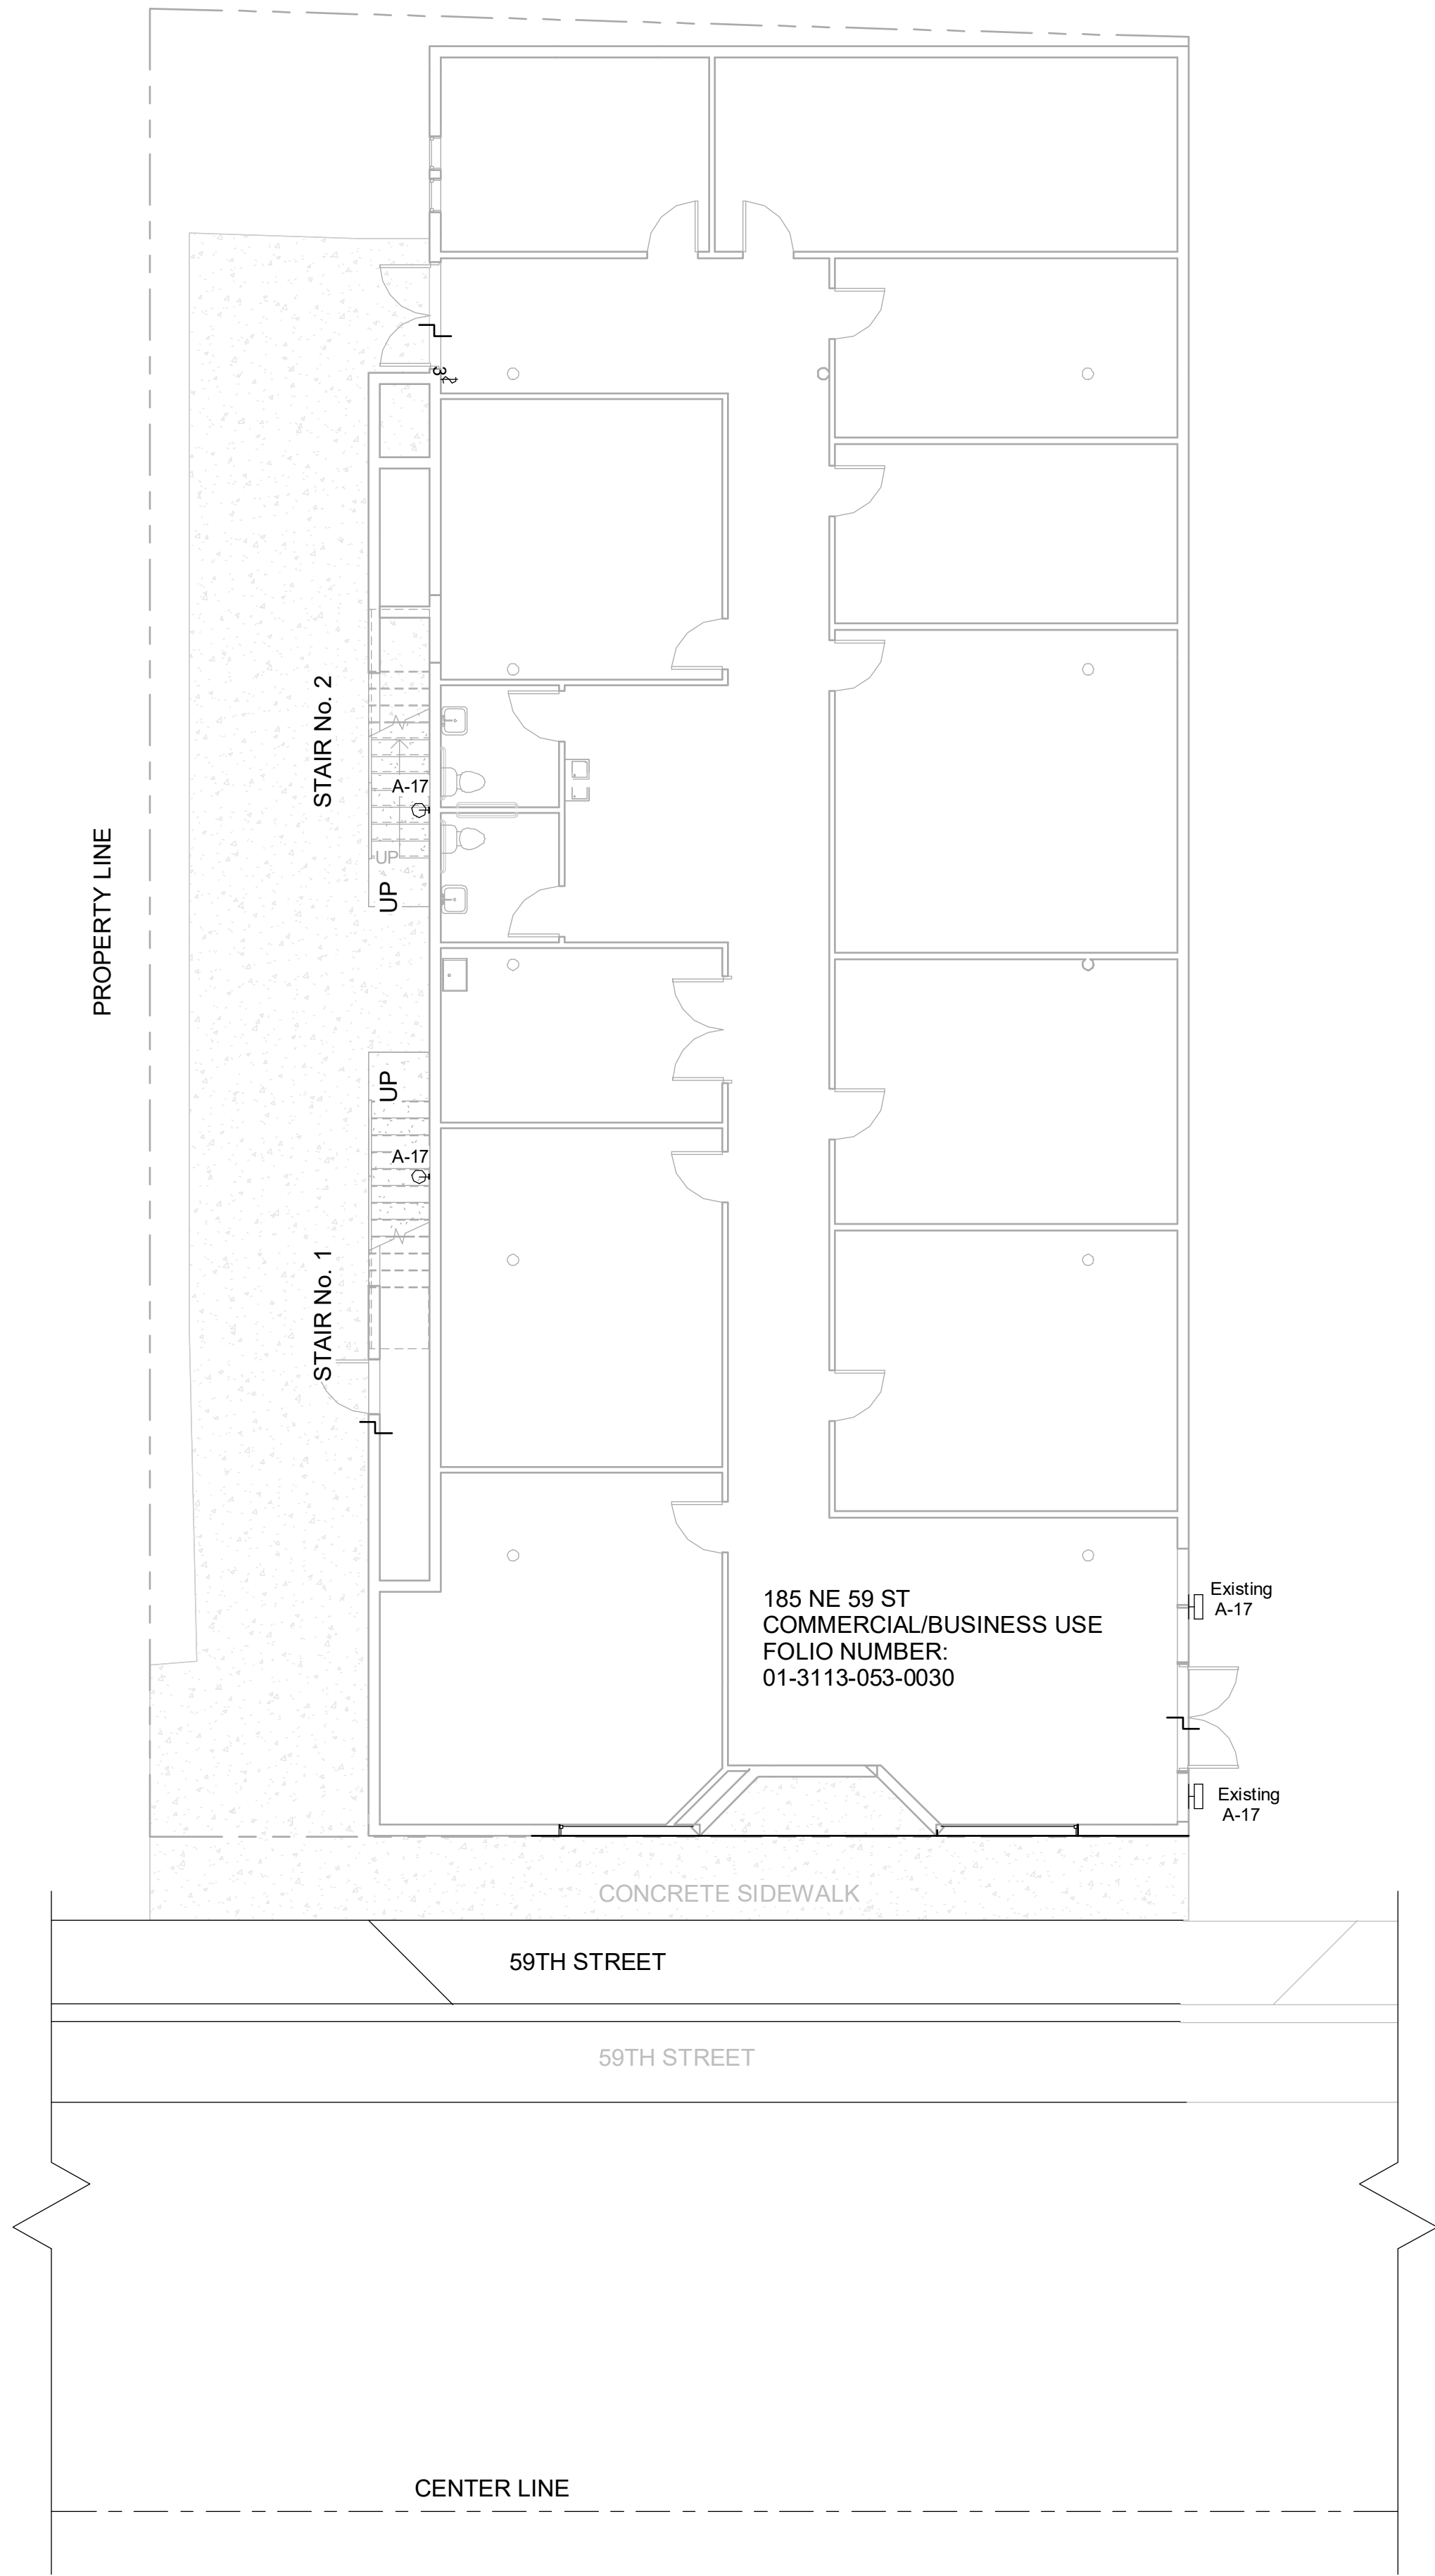 STAIR No. 2
A-17
UP
UP
PROPERTY LINE
UP
A-17
STAIR No. 1
185 NE 59 ST
COMMERCIAL/BUSINESS USE
FOLIO NUMBER:
01-3113-053-0030
Existing
A-17
Existing
A-17
CONCRETE SIDEWALK
59TH STREET
59TH STREET
CENTER LINE